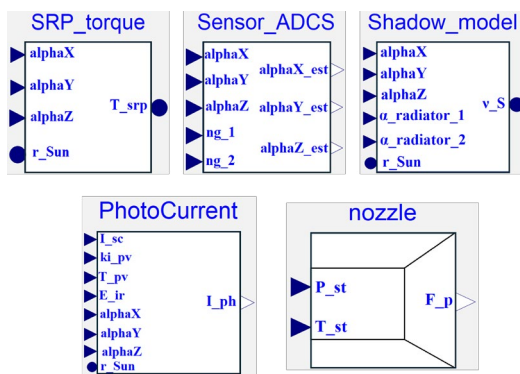 SRP_torque
alphaX
alphaY
alphaZ
r_Sun
T_srp
Sensor_ADCS
alphaX
alphaY
alphaZ
ng_1
ng_2
alphaX_est
alphaY_est
alphaZ_est
Shadow_model
alphaX
alphaY
alphaZ
α_radiator_1
α_radiator_2
r_Sun
ν_S
PhotoCurrent
I_sc
ki_pv
T_pv
E_ir
alphaX
alphaY
alphaZ
r_Sun
I_ph
nozzle
P_st
T_st
F_p